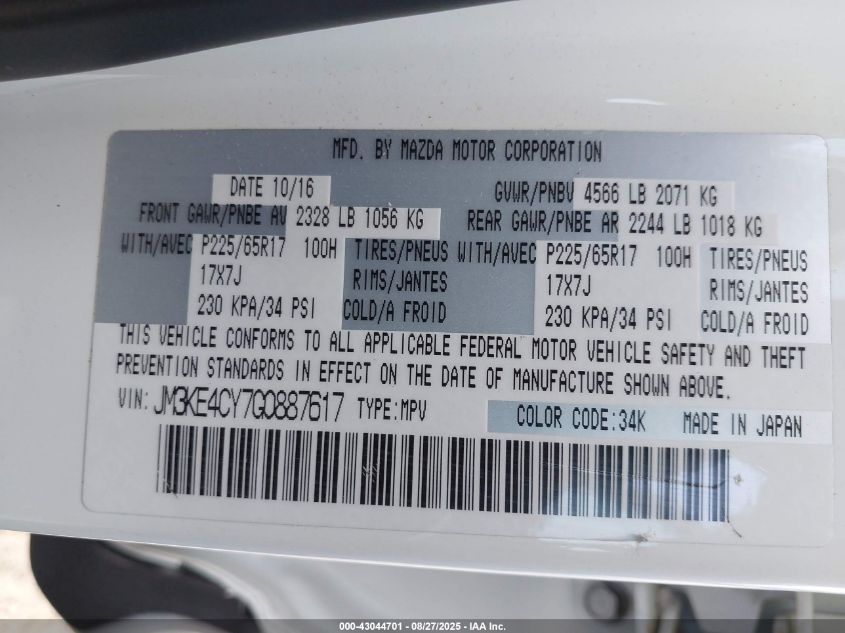 MFD. BY MAZDA MOTOR CORPORATION
DATE 10/16 GVWR/PNBV 4566 LB 2071 KG
FRONT GAWR/PNBE AV 2328 LB 1056 KG REAR GAWR/PNBE AR 2244 LB 1018 KG
WITH/AVEC P225/65R17 100H TIRES/PNEUS WITH/AVEC P225/65R17 100H TIRES/PNEUS
17X7J RIMS/JANTES 17X7J RIMS/JANTES
230 KPA/34 PSI COLD/A FROID 230 KPA/34 PSI COLD/A FROID
THIS VEHICLE CONFORMS TO ALL APPLICABLE FEDERAL MOTOR VEHICLE SAFETY AND THEFT
PREVENTION STANDARDS IN EFFECT ON THE DATE OF MANUFACTURE SHOWN ABOVE.
VIN: JM3KE4CY7G0887617 TYPE:MPV COLOR CODE:34K MADE IN JAPAN
000-43044701 - 08/27/2025 - IAA Inc.